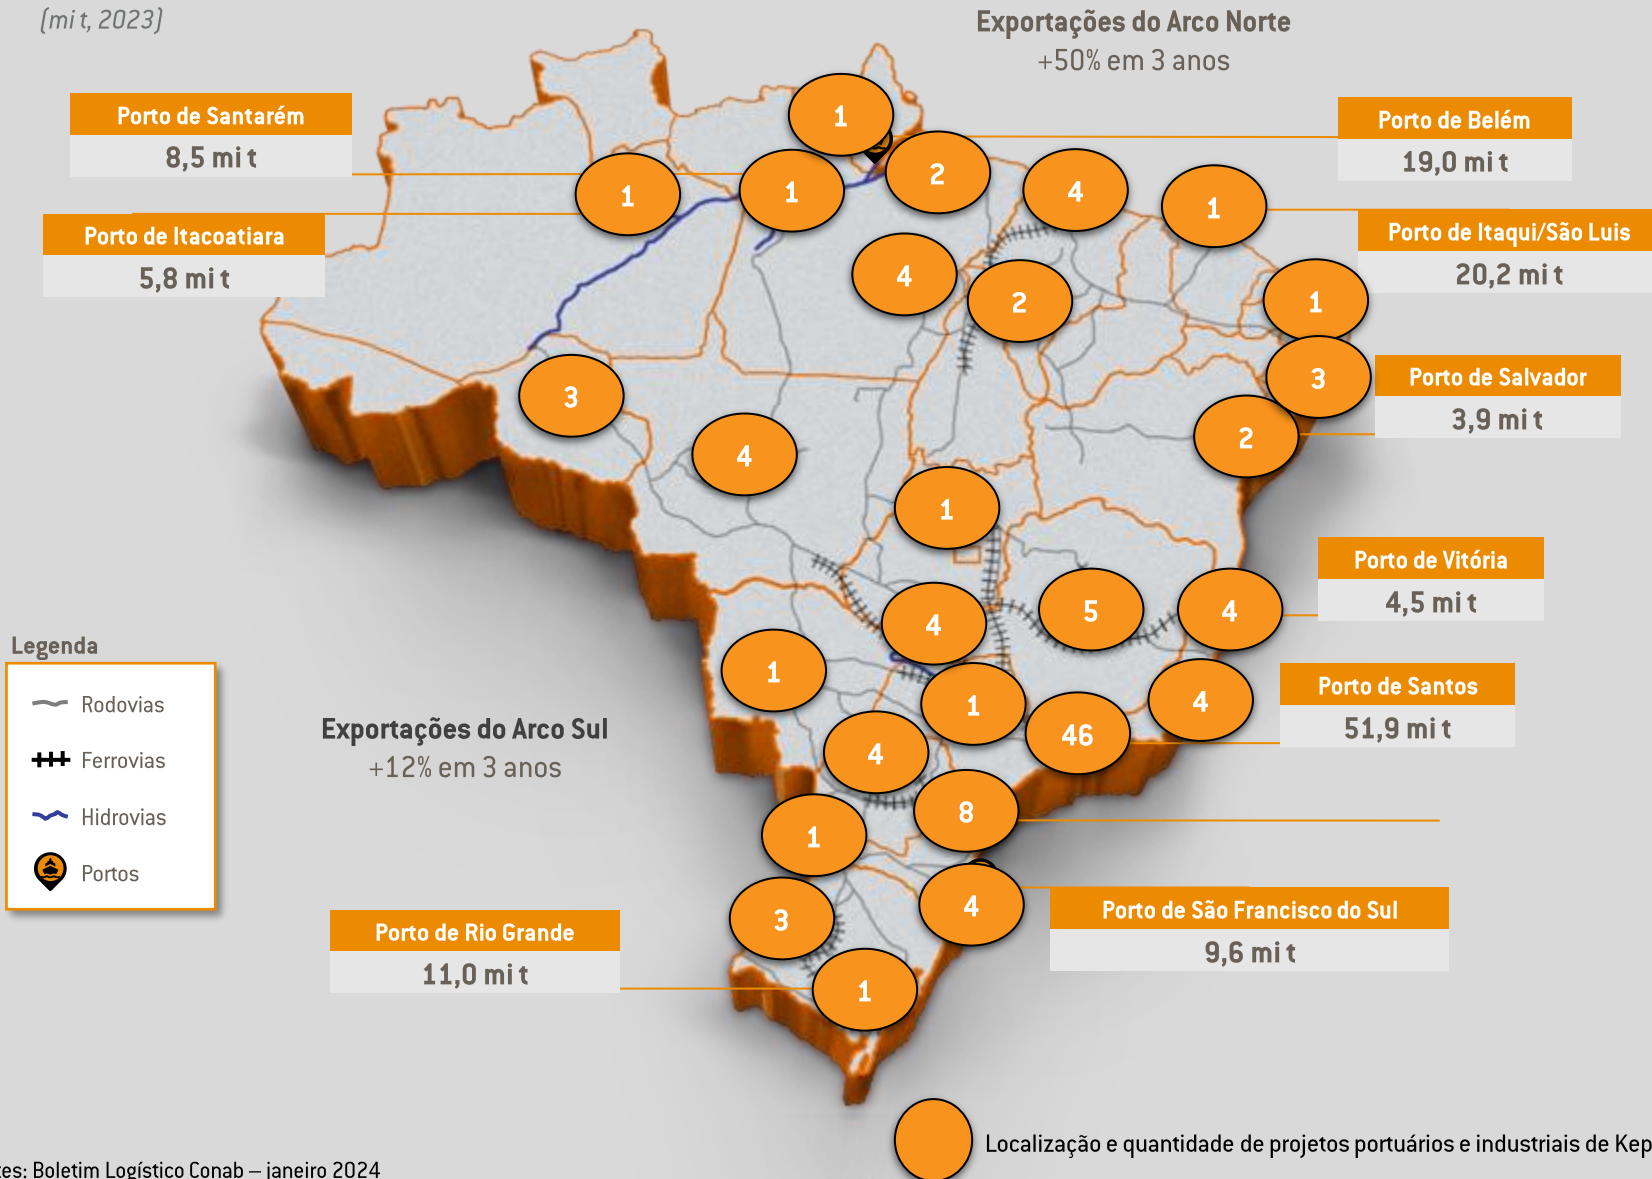 (mi t, 2023)
Exportações do Arco Norte
+50% em 3 anos
Porto de Santarém
8,5 mi t
Porto de Belém
19,0 mi t
Porto de Itacoatiara
5,8 mi t
Porto de Itaqui/São Luis
20,2 mi t
1
2
1
1
4
1
4
2
1
3
Porto de Salvador
3,9 mi t
3
2
4
1
Porto de Vitória
4,5 mi t
4
5
4
1
Porto de Santos
51,9 mi t
1
4
46
4
8
1
Legenda
Rodovias
Ferrovias
Hidrovias
Portos
Exportações do Arco Sul
+12% em 3 anos
3
4
1
Porto de São Francisco do Sul
9,6 mi t
Porto de Rio Grande
11,0 mi t
Localização e quantidade de projetos portuários e industriais de
Boletim Logístico Conab – janeiro 2024